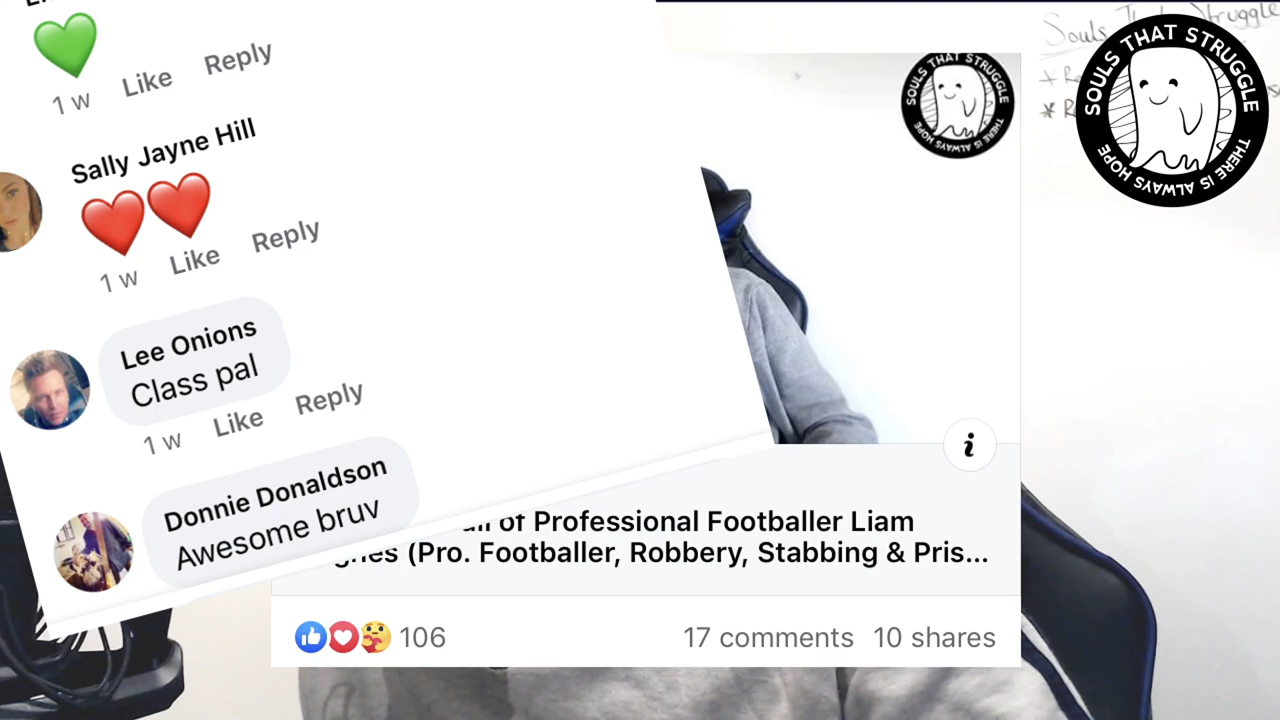 1 w Like Reply
Sally Jayne Hill
1 w Like Reply
Lee Onions
Class pal
1 w Like Reply
Donnie Donaldson
Awesome bruv
SOULS THAT STRUGGLE
THERE IS ALWAYS HOPE
Souls That Struggle
SOULS THAT STRUGGLE
THERE IS ALWAYS HOPE
i
of Professional Footballer Liam
(Pro. Footballer, Robbery, Stabbing & Pris...
106
17 comments 10 shares